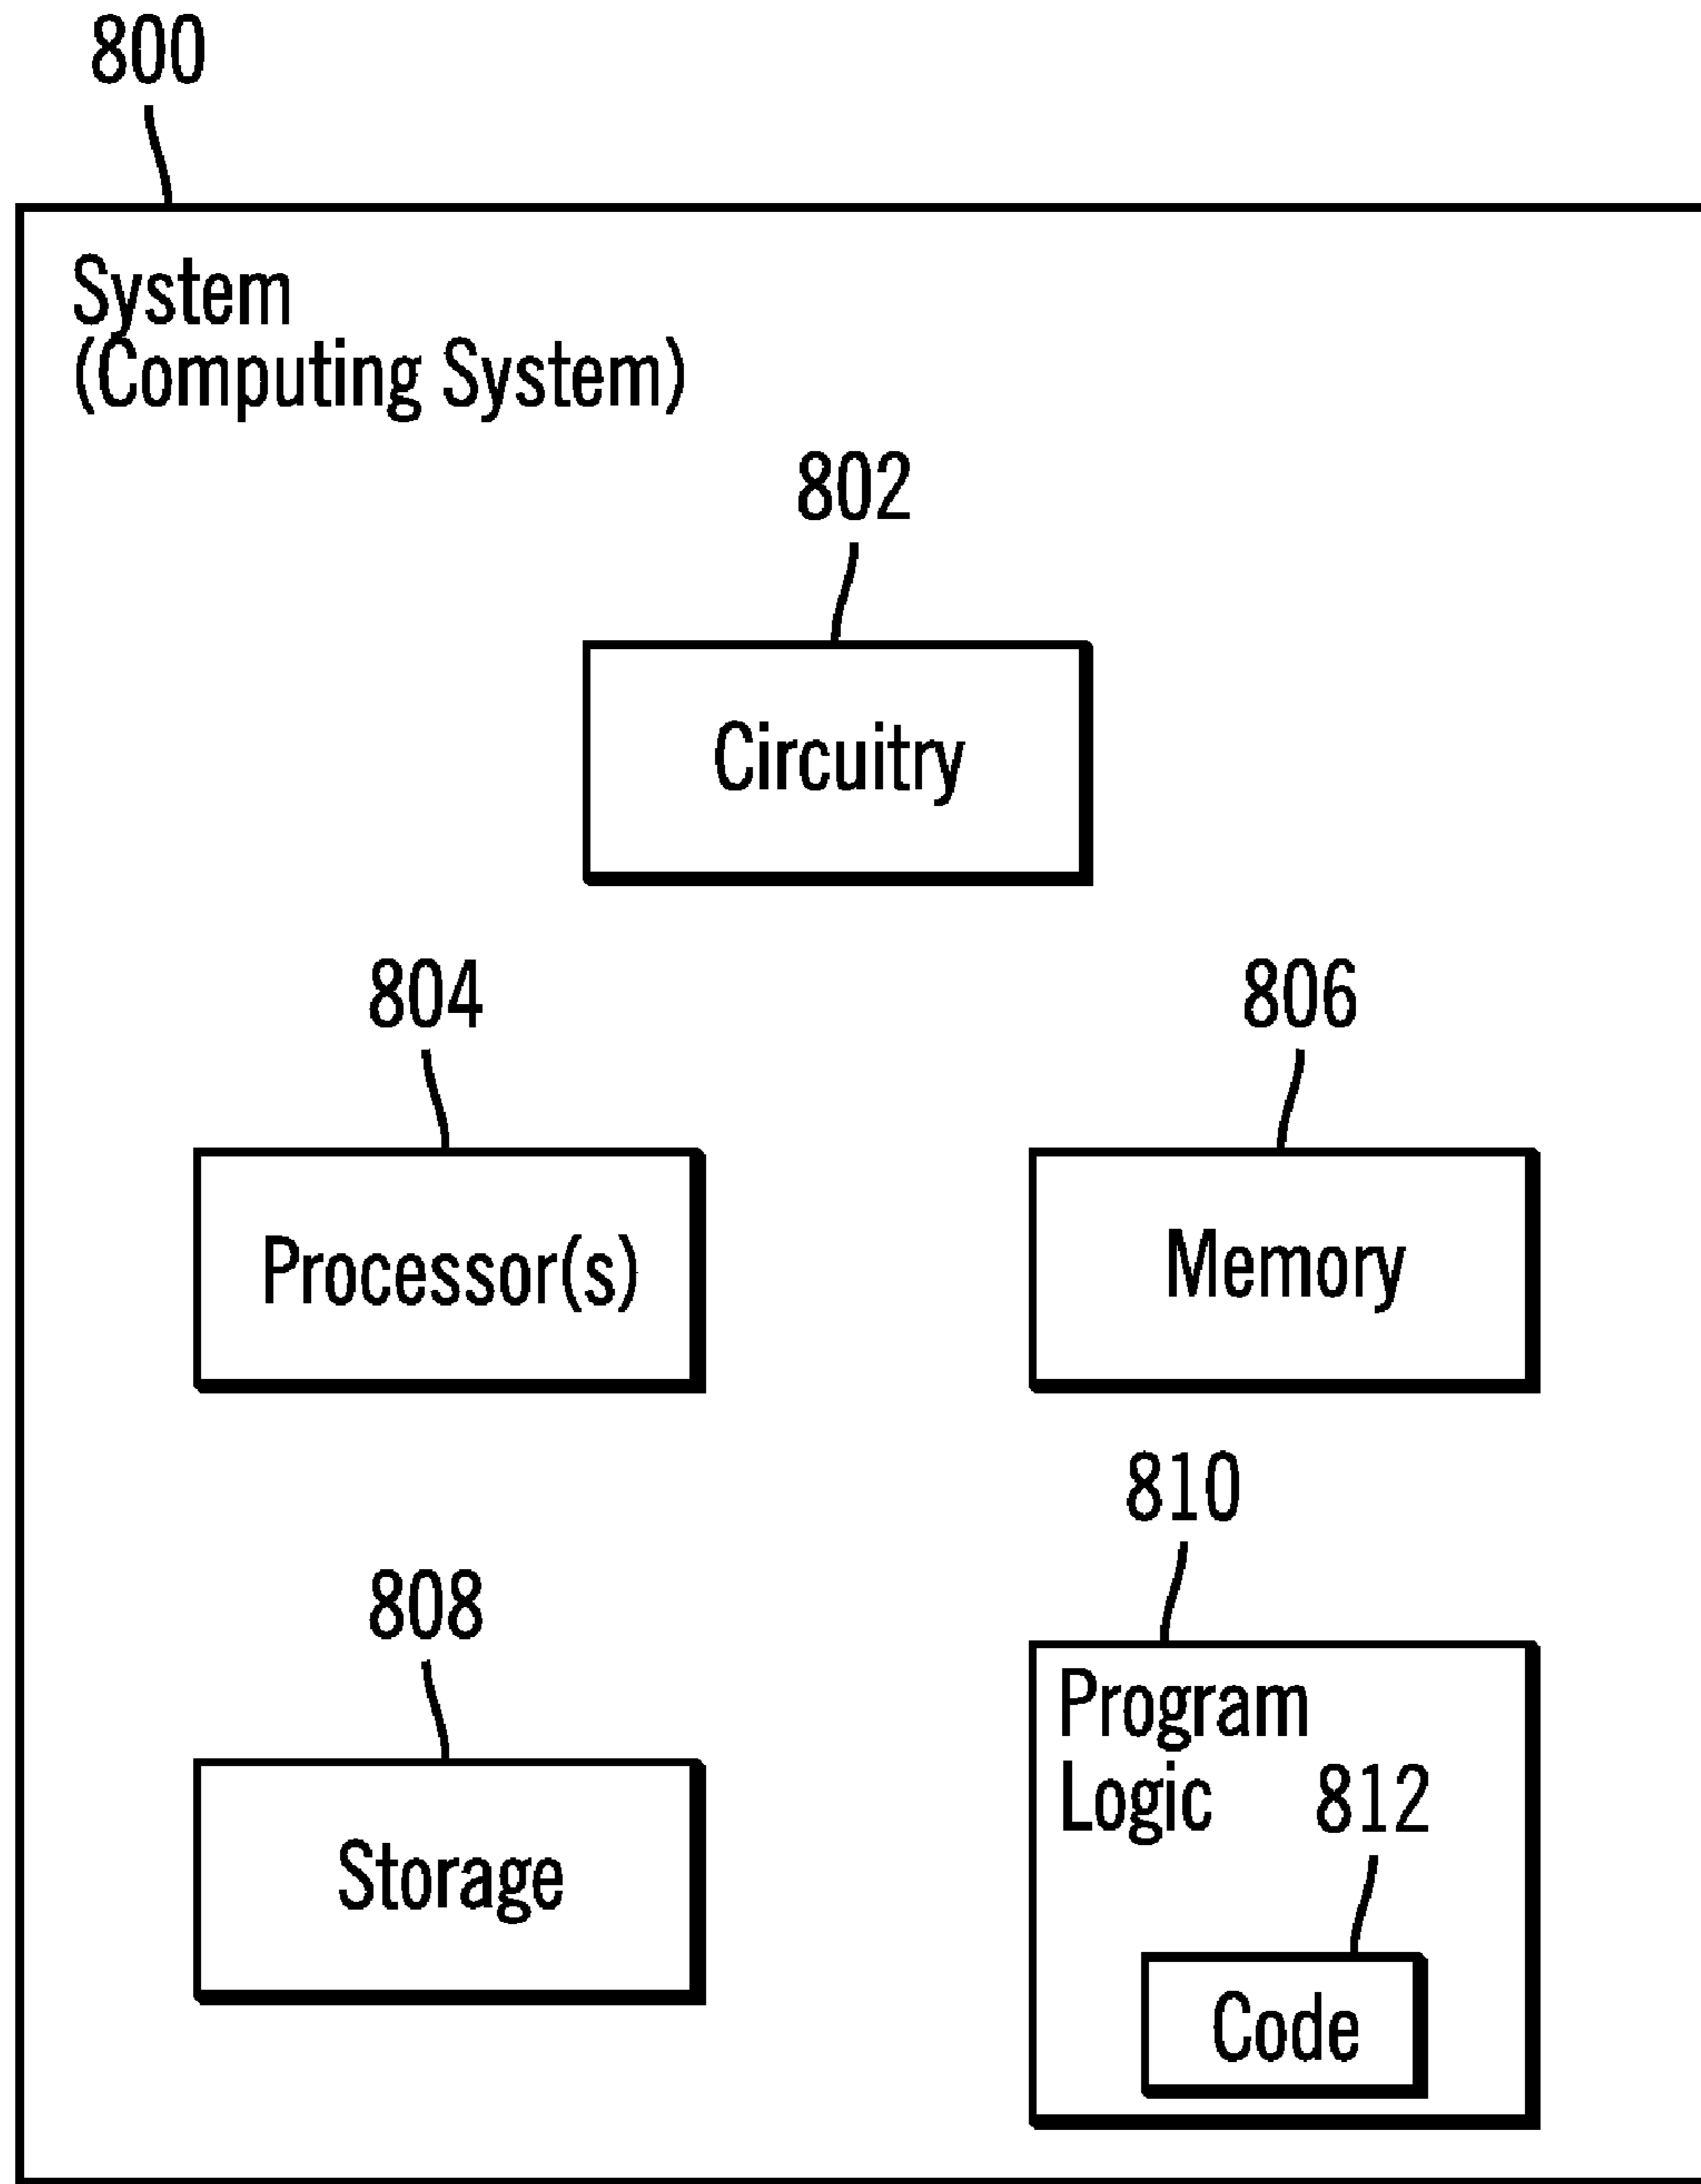 800
System
(Computing System)
802
Circuitry
804
806
Processor(s)
Memory
810
808
Program
Logic
812
Storage
Code